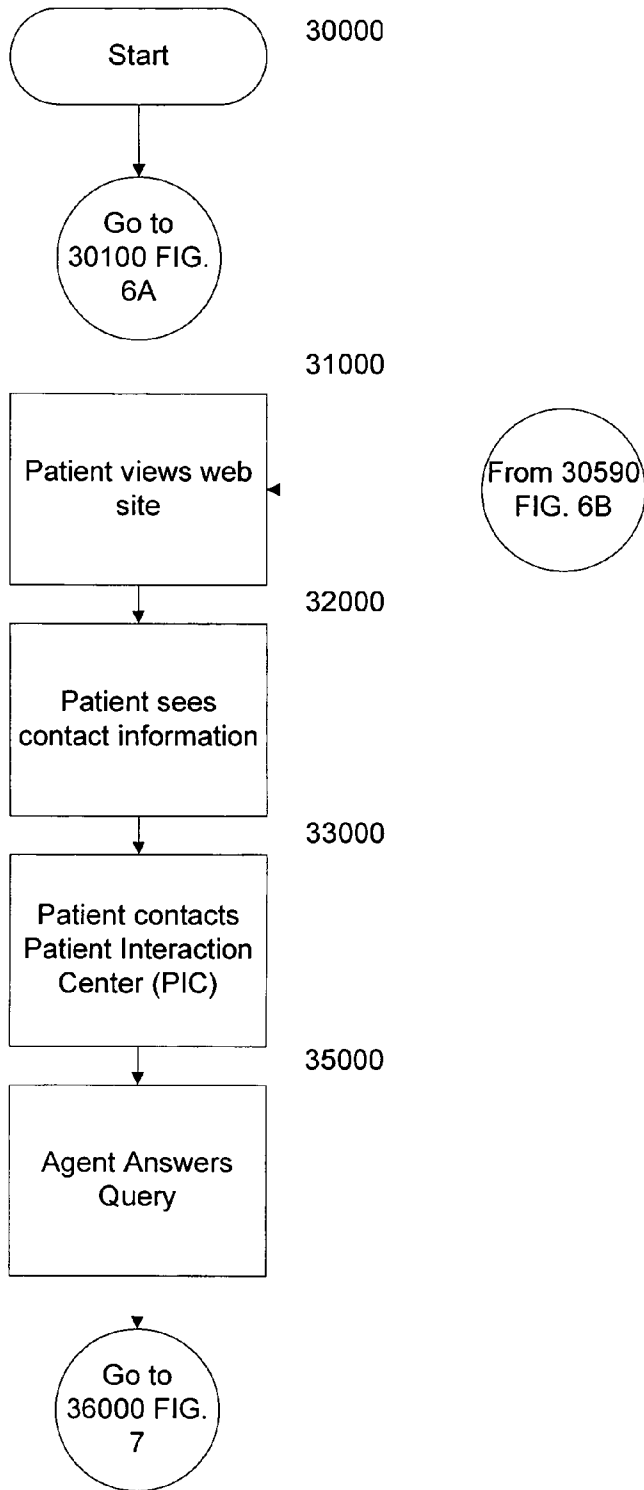 30000
Start
Go to
30100 FIG.
6A
31000
Patient views web
site
From 30590
FIG. 6B
32000
Patient sees
contact information
33000
Patient contacts
Patient Interaction
Center (PIC)
35000
Agent Answers
Query
Go to
36000 FIG.
7